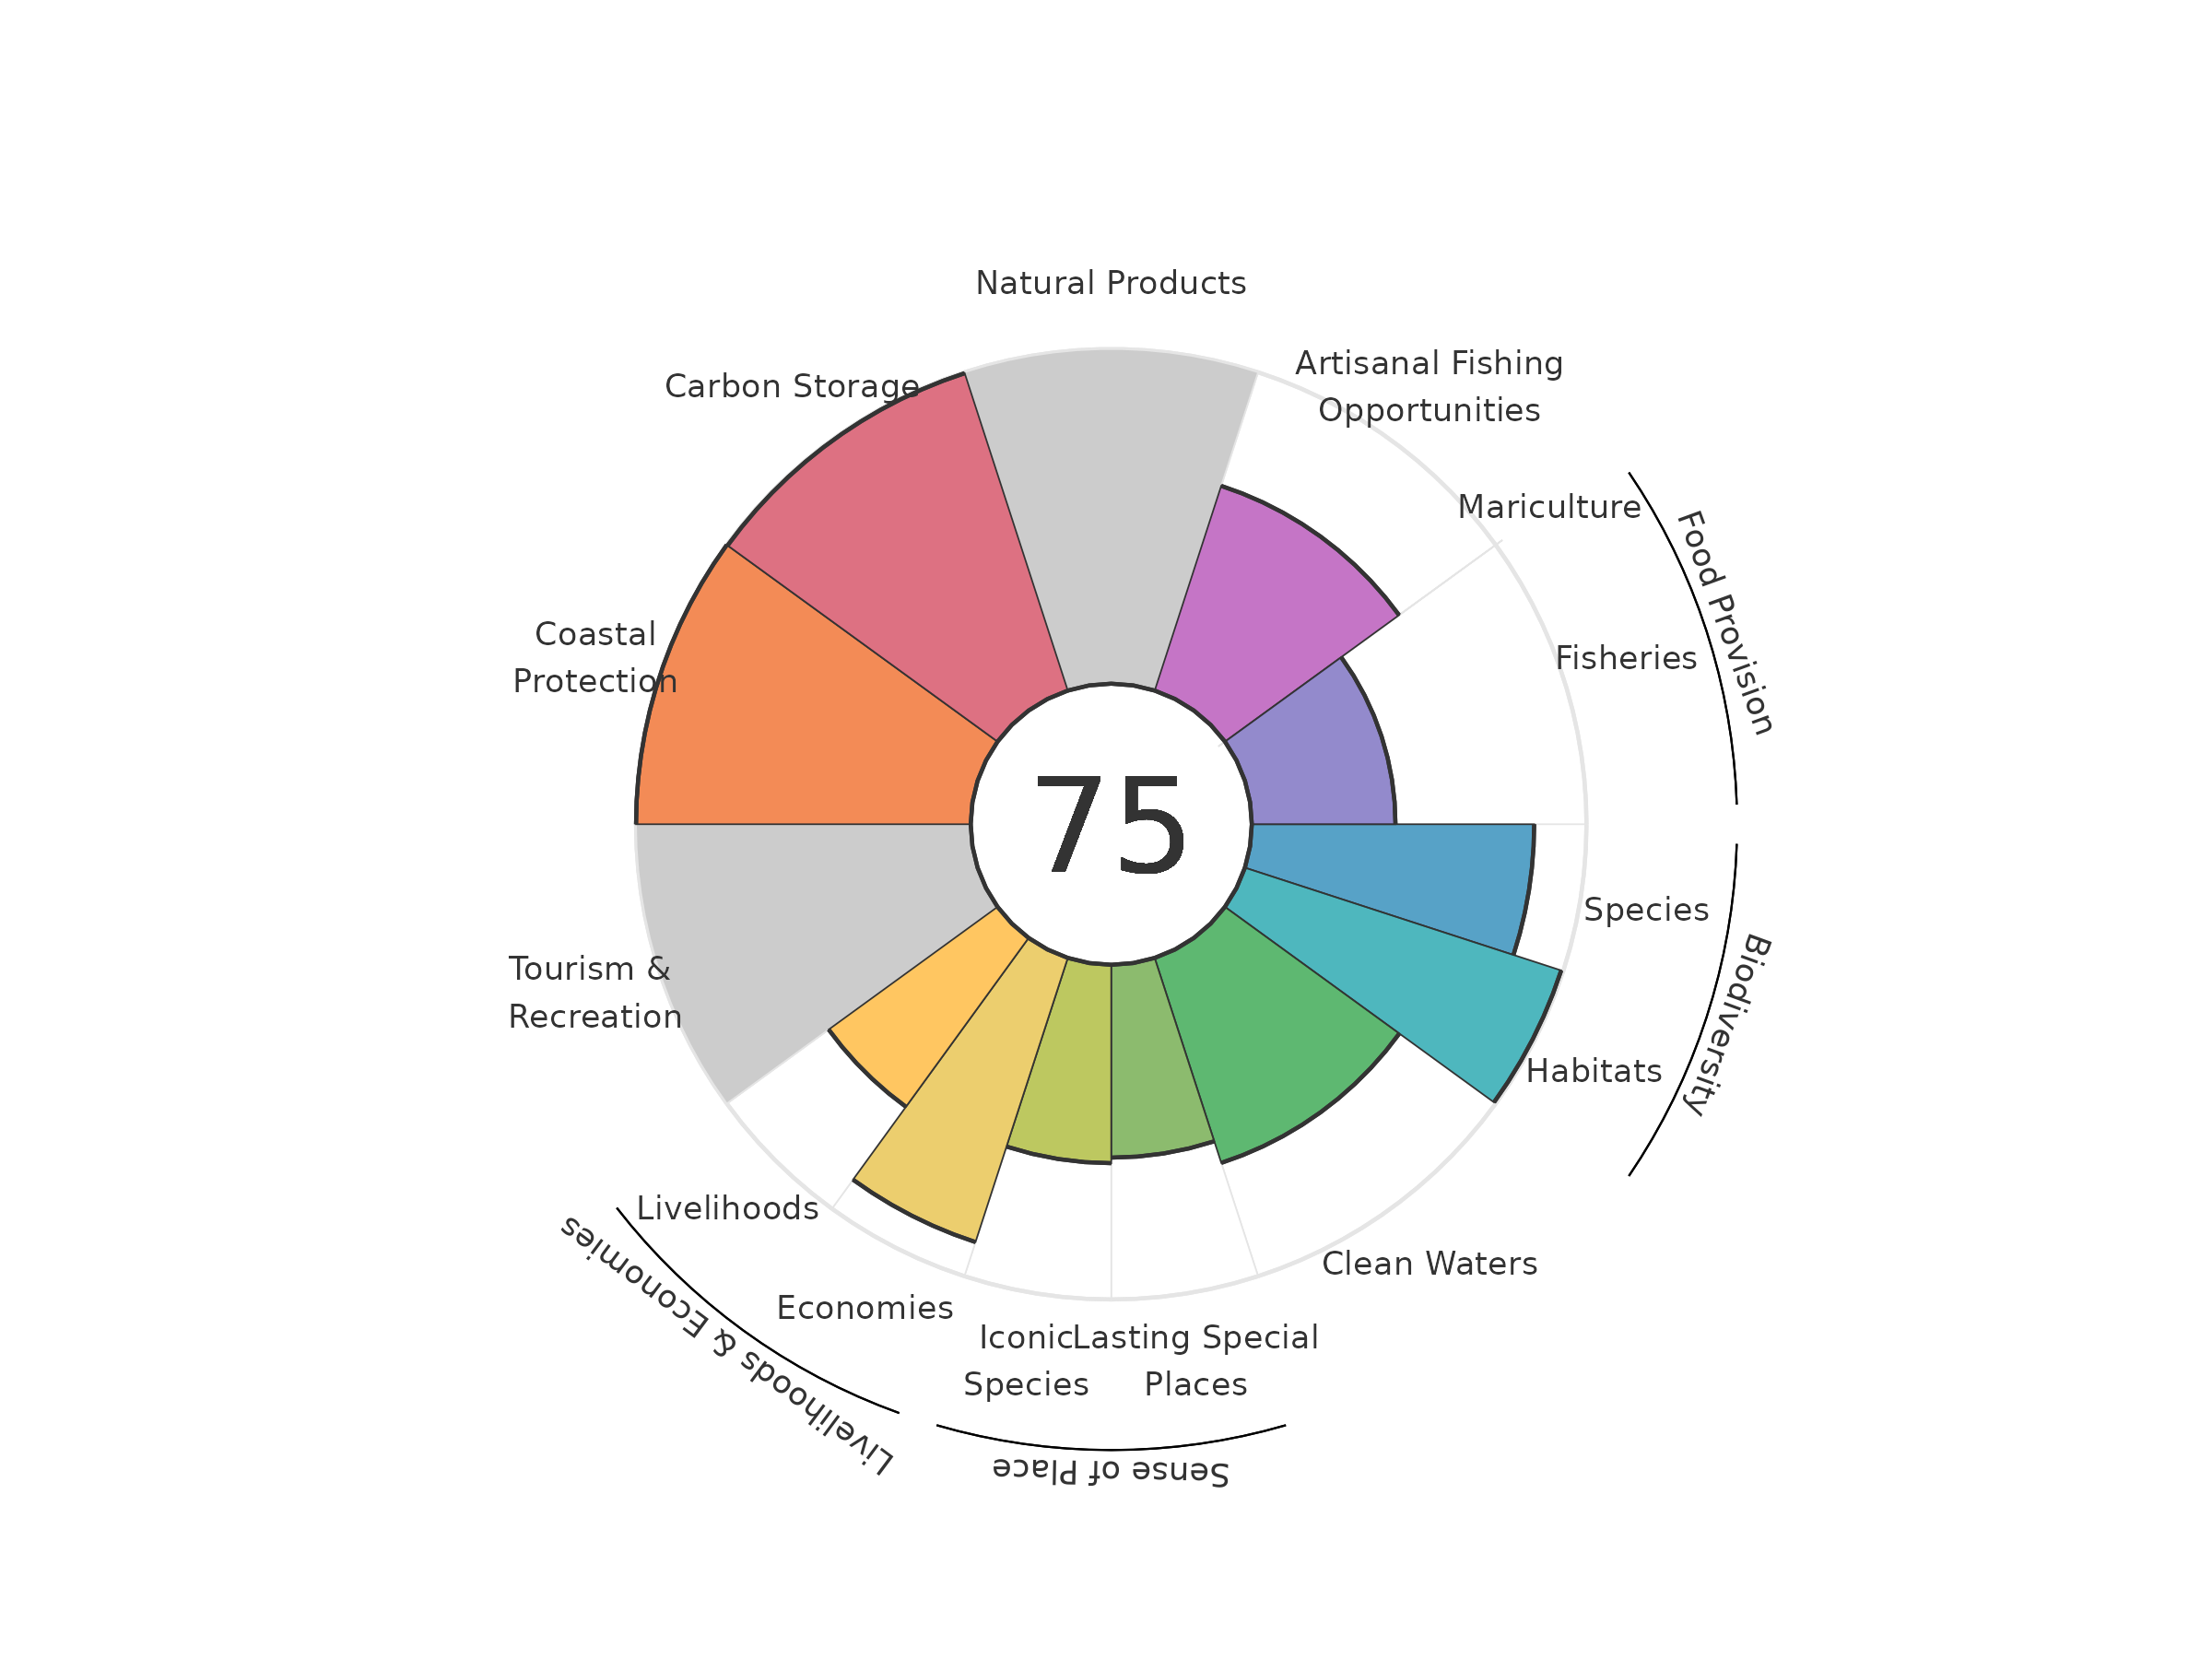 Natural Products
Artisanal Fishing
Opportunities
Carbon Storage
Mariculture
Food Provision
Coastal
Protection
Fisheries
75
Species
Biodiversity
Tourism &
Recreation
Habitats
Livelihoods
Clean Waters
Livelihoods & Economies
Economies
Iconic
Species
Lasting Special
Places
Sense of Place